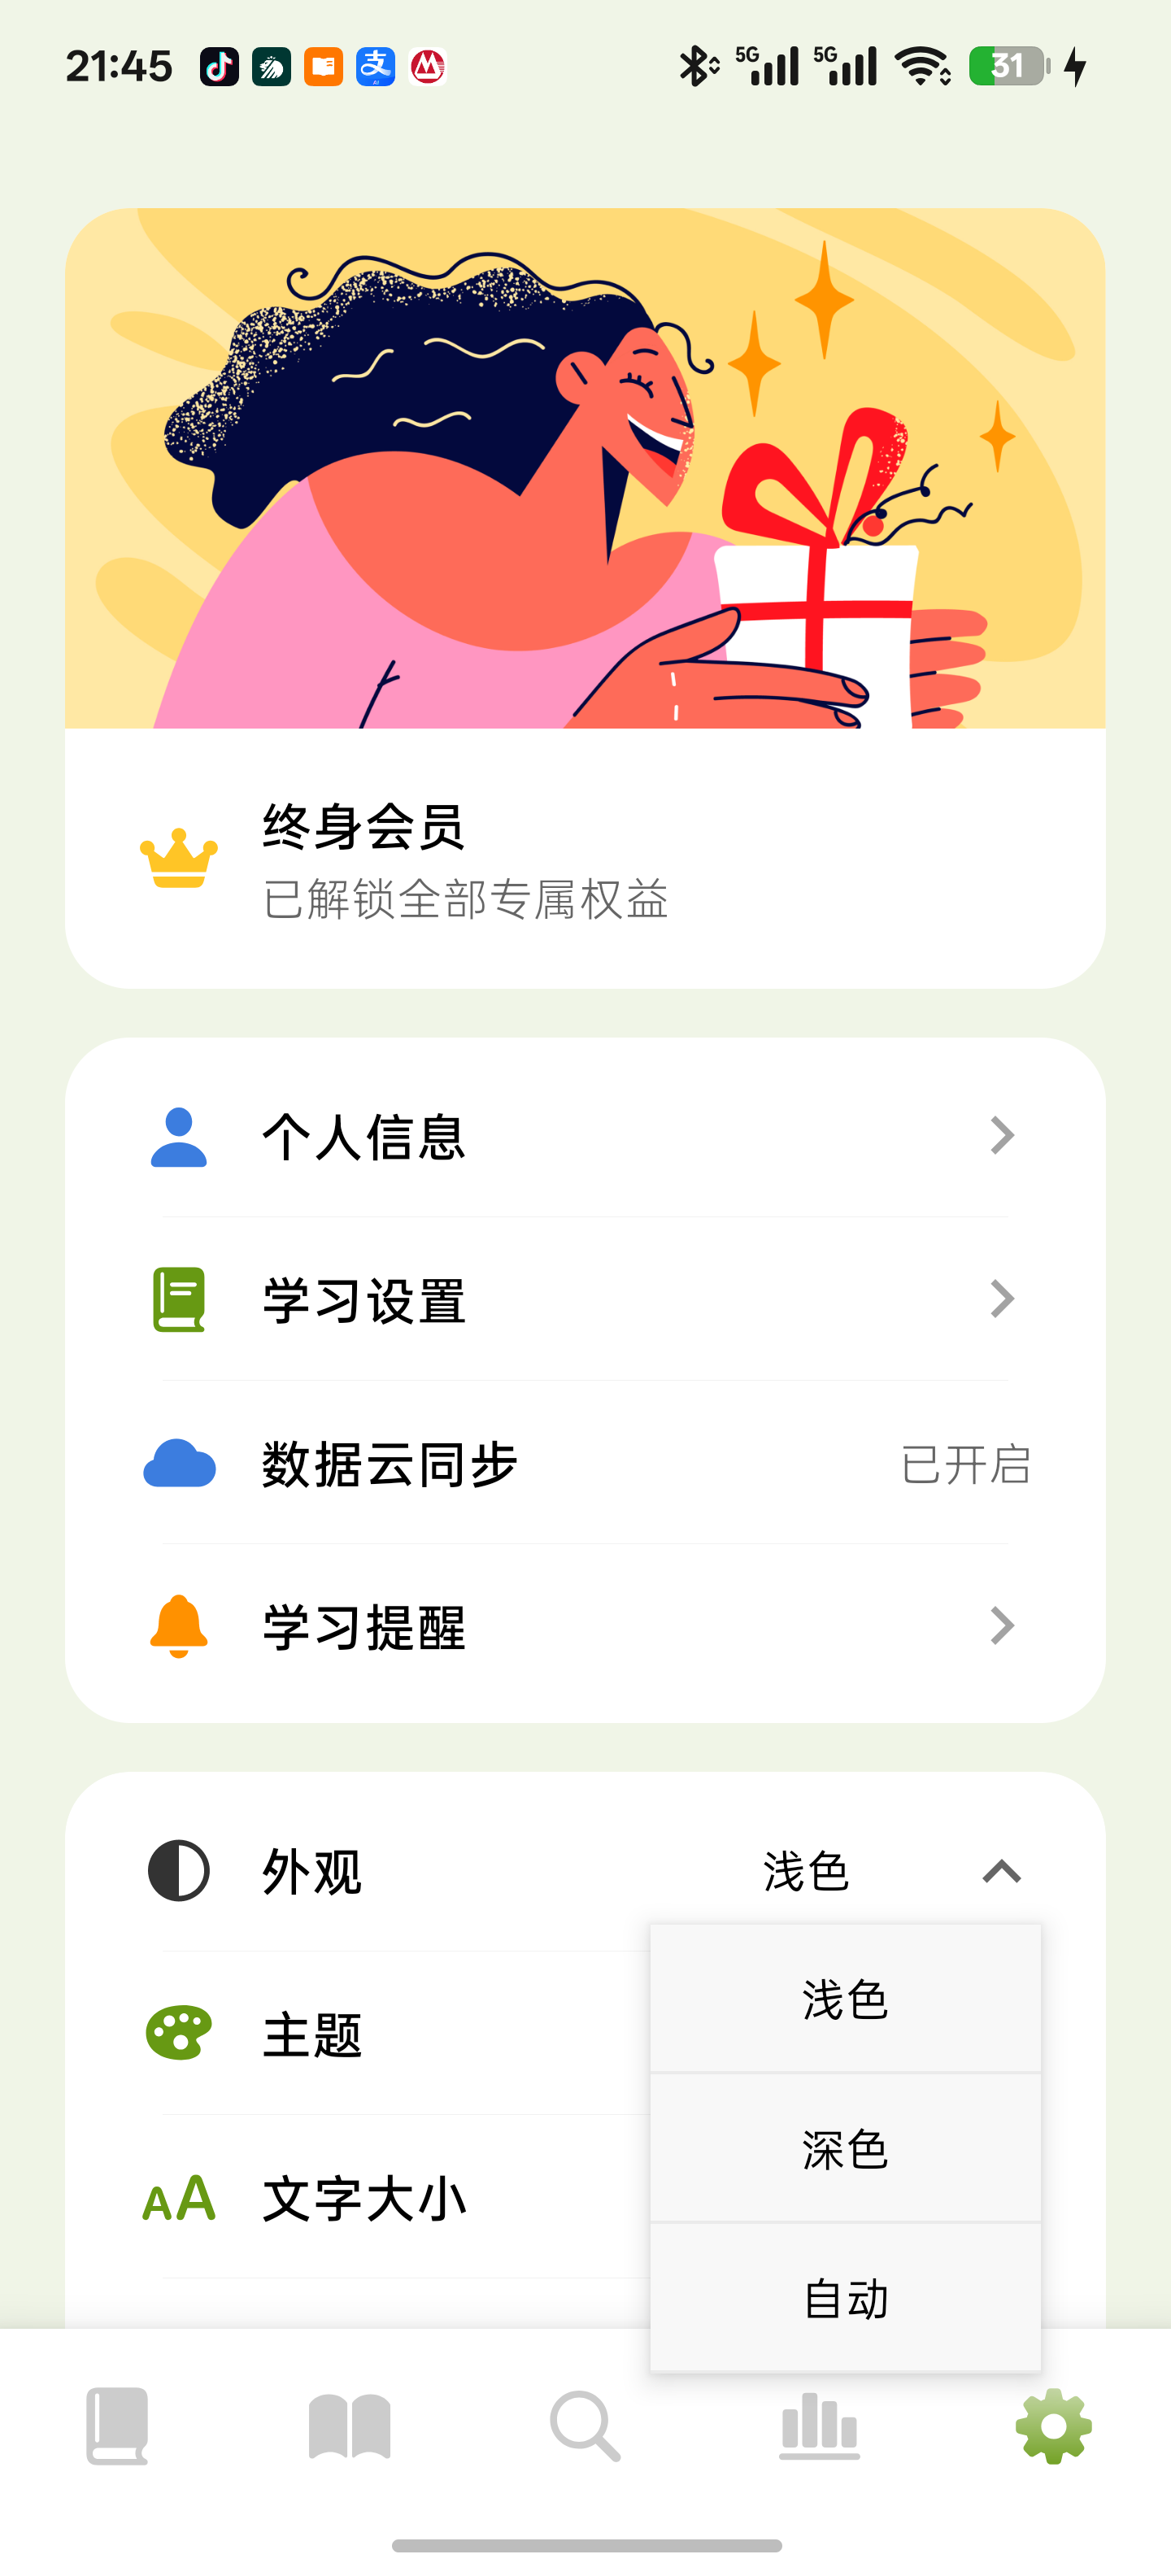 21:45
5G 5G 31
终身会员
已解锁全部专属权益
个人信息
学习设置
数据云同步 已开启
学习提醒
外观 浅色
浅色
主题
深色
AA 文字大小
自动